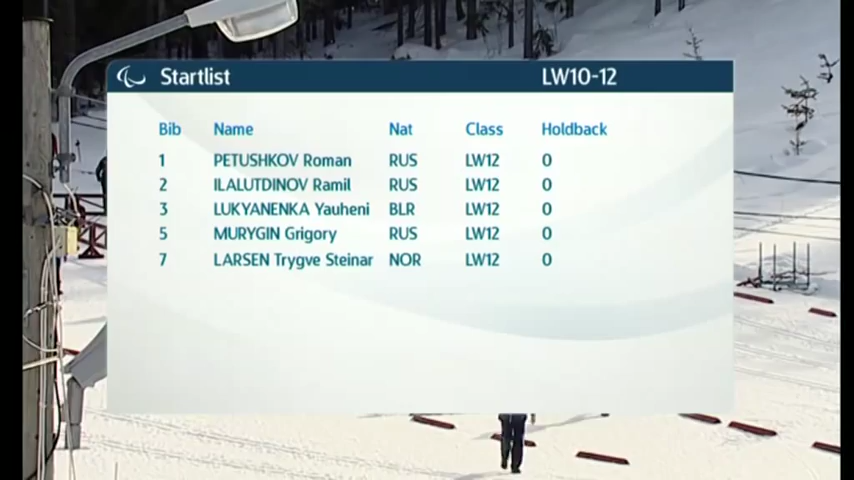 Startlist LW10-12
Bib Name Nat Class Holdback
1 PETUSHKOV Roman RUS LW12 0
2 ILALUTDINOV Ramil RUS LW12 0
3 LUKYANENKA Yauheni BLR LW12 0
5 MURYGIN Grigory RUS LW12 0
7 LARSEN Trygve Steinar NOR LW12 0